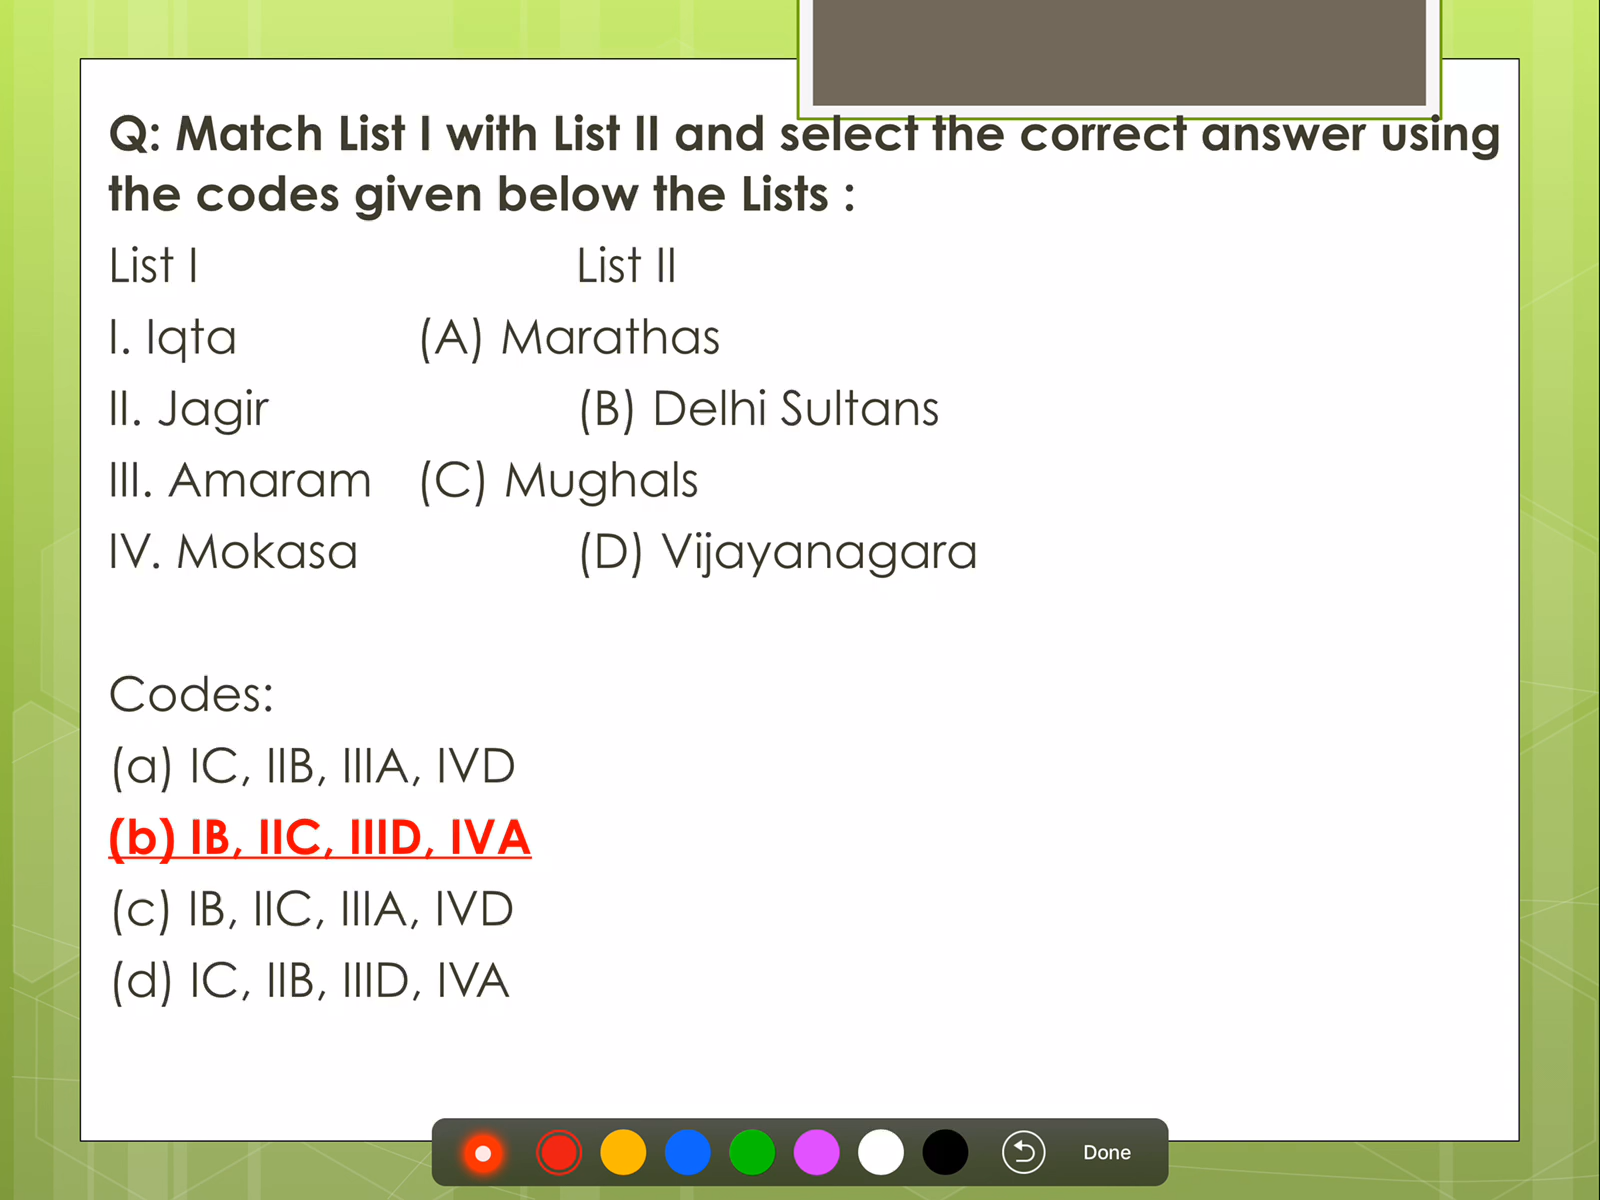 Q: Match List I with List II and select the correct answer using
the codes given below the Lists :
List I List II
I. Iqta (A) Marathas
II. Jagir (B) Delhi Sultans
III. Amaram (C) Mughals
IV. Mokasa (D) Vijayanagara
Codes:
(a) IC, IIB, IIIA, IVD
(b) IB, IIC, IIID, IVA
(c) IB, IIC, IIIA, IVD
(d) IC, IIB, IIID, IVA
Done